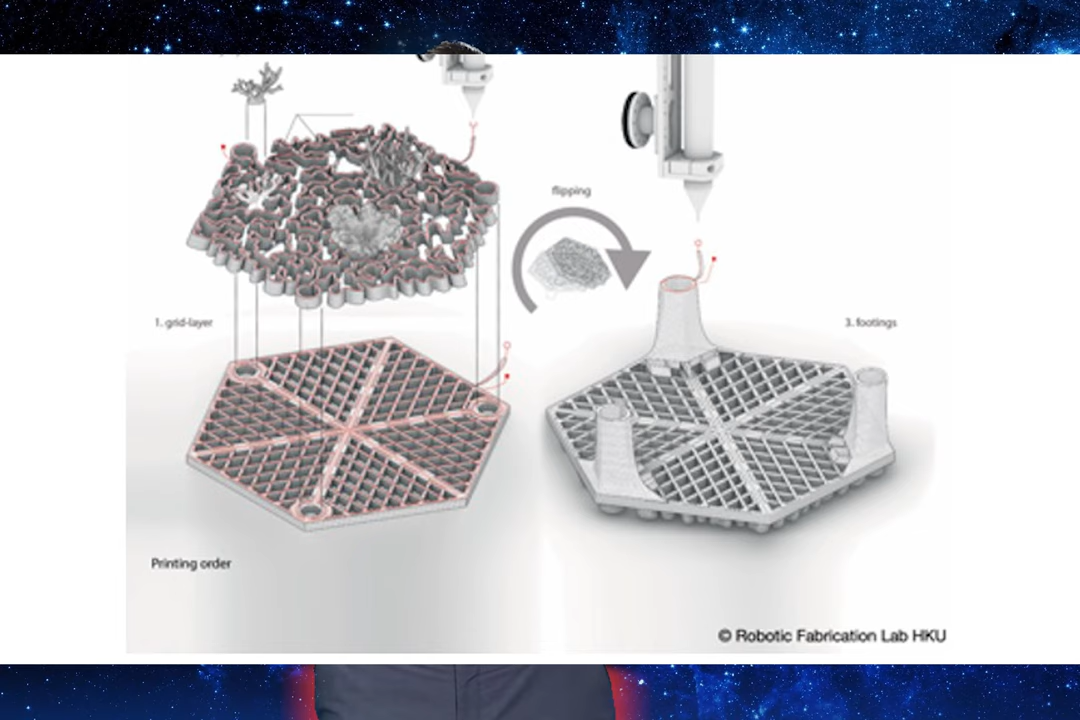 flipping
1. grid-layer
3. footings
Printing order
© Robotic Fabrication Lab HKU